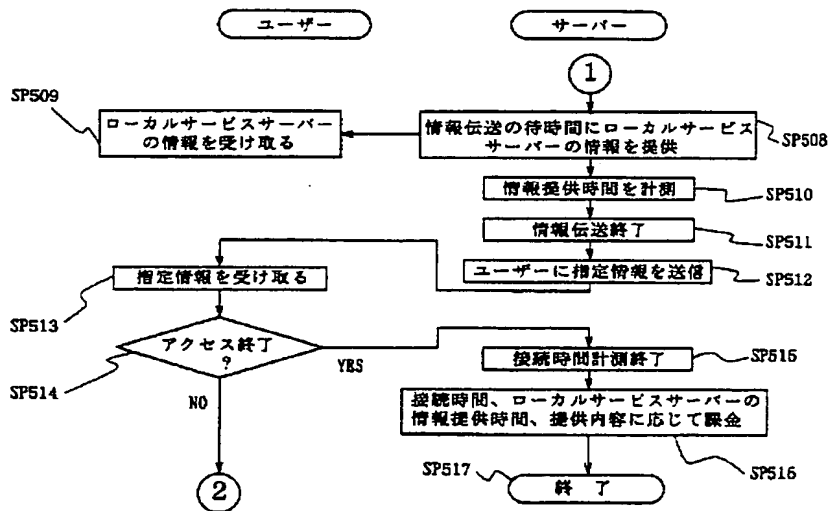 ユーザー
サーバー
1
SP509
ローカルサービスサーバー
の情報を受け取る
情報伝送の待時間にローカルサービス
サーバーの情報を提供
SP508
情報提供時間を計測
SP510
情報伝送終了
SP511
ユーザーに指定情報を送信
SP512
指定情報を受け取る
SP513
アクセス終了
?
YES
SP514
NO
接続時間計測終了
SP515
接続時間、ローカルサービスサーバーの
情報提供時間、提供内容に応じて課金
SP516
SP517
終 了
2